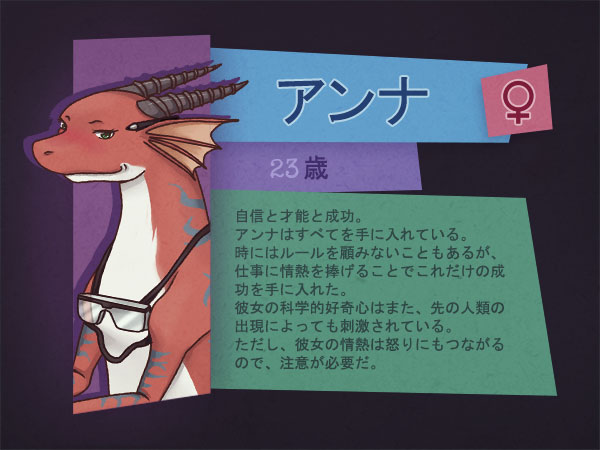 アンナ
♀
23歳
自信と才能と成功。
アンナはすべてを手に入れている。
時にはルールを顧みないこともあるが、
仕事に情熱を捧げることでこれだけの成
功を手に入れた。
彼女の科学的好奇心はまた、先の人類の
出現によっても刺激されている。
ただし、彼女の情熱は怒りにもつながる
ので、注意が必要だ。